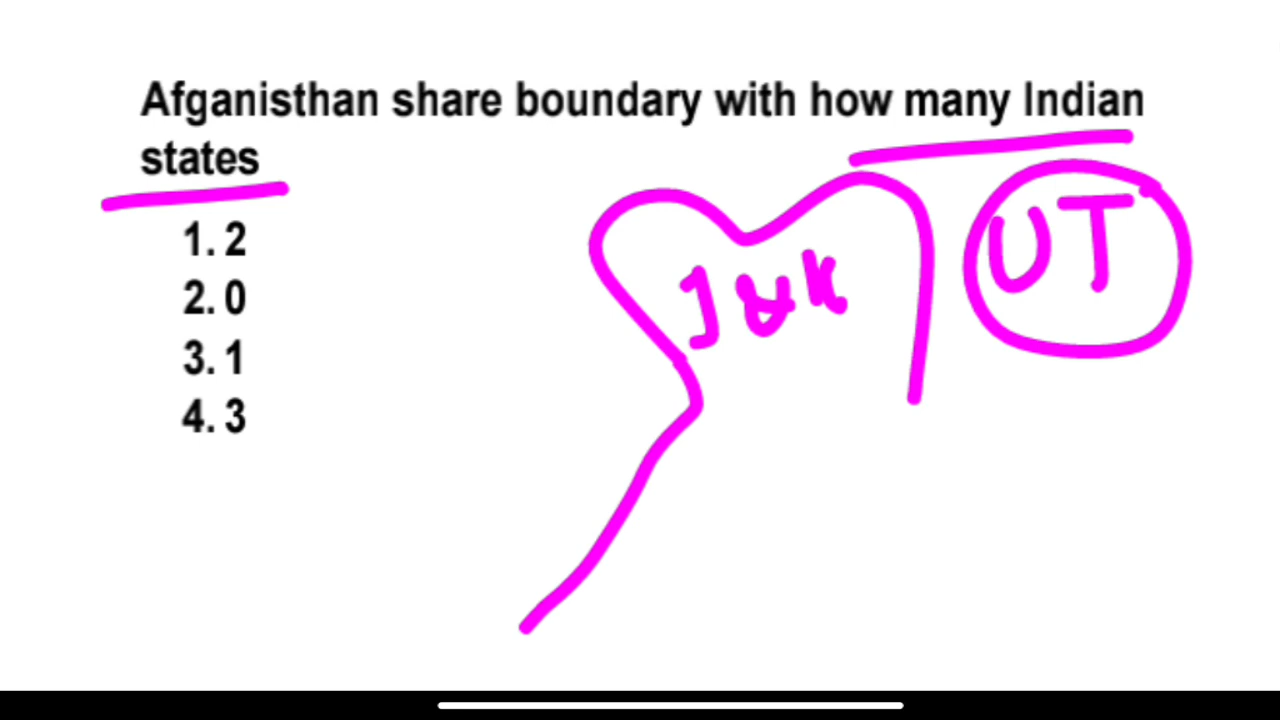 Afganisthan share boundary with how many Indian
states
1. 2
2. 0
3. 1
4. 3
J&K
UT